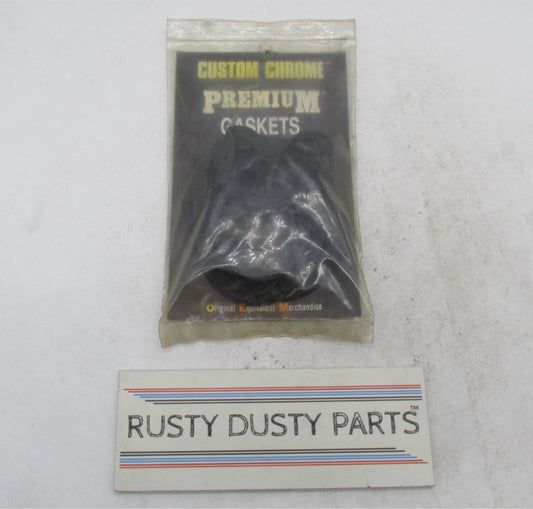 CUSTOM CHROME
PREMIUM
GASKETS
Original Equivalent Merchandise
RUSTY DUSTY PARTS™